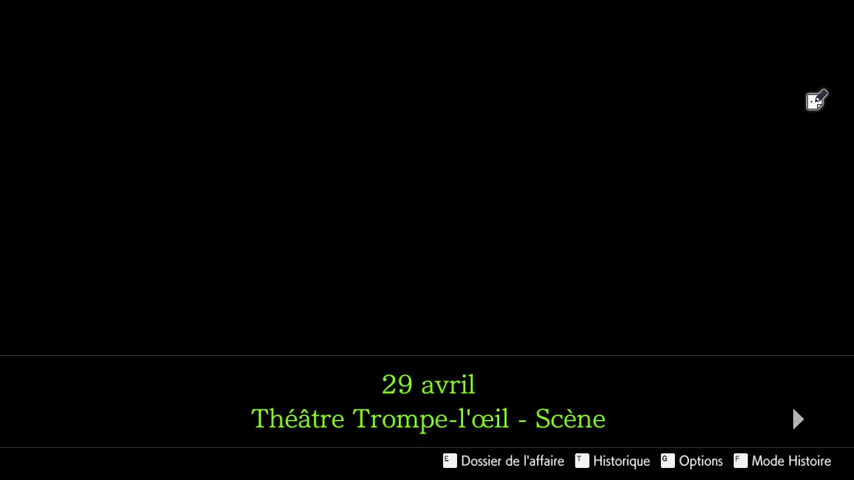 29 avril
Théâtre Trompe-l'œil - Scène
E Dossier de l'affaire T Historique G Options F Mode Histoire